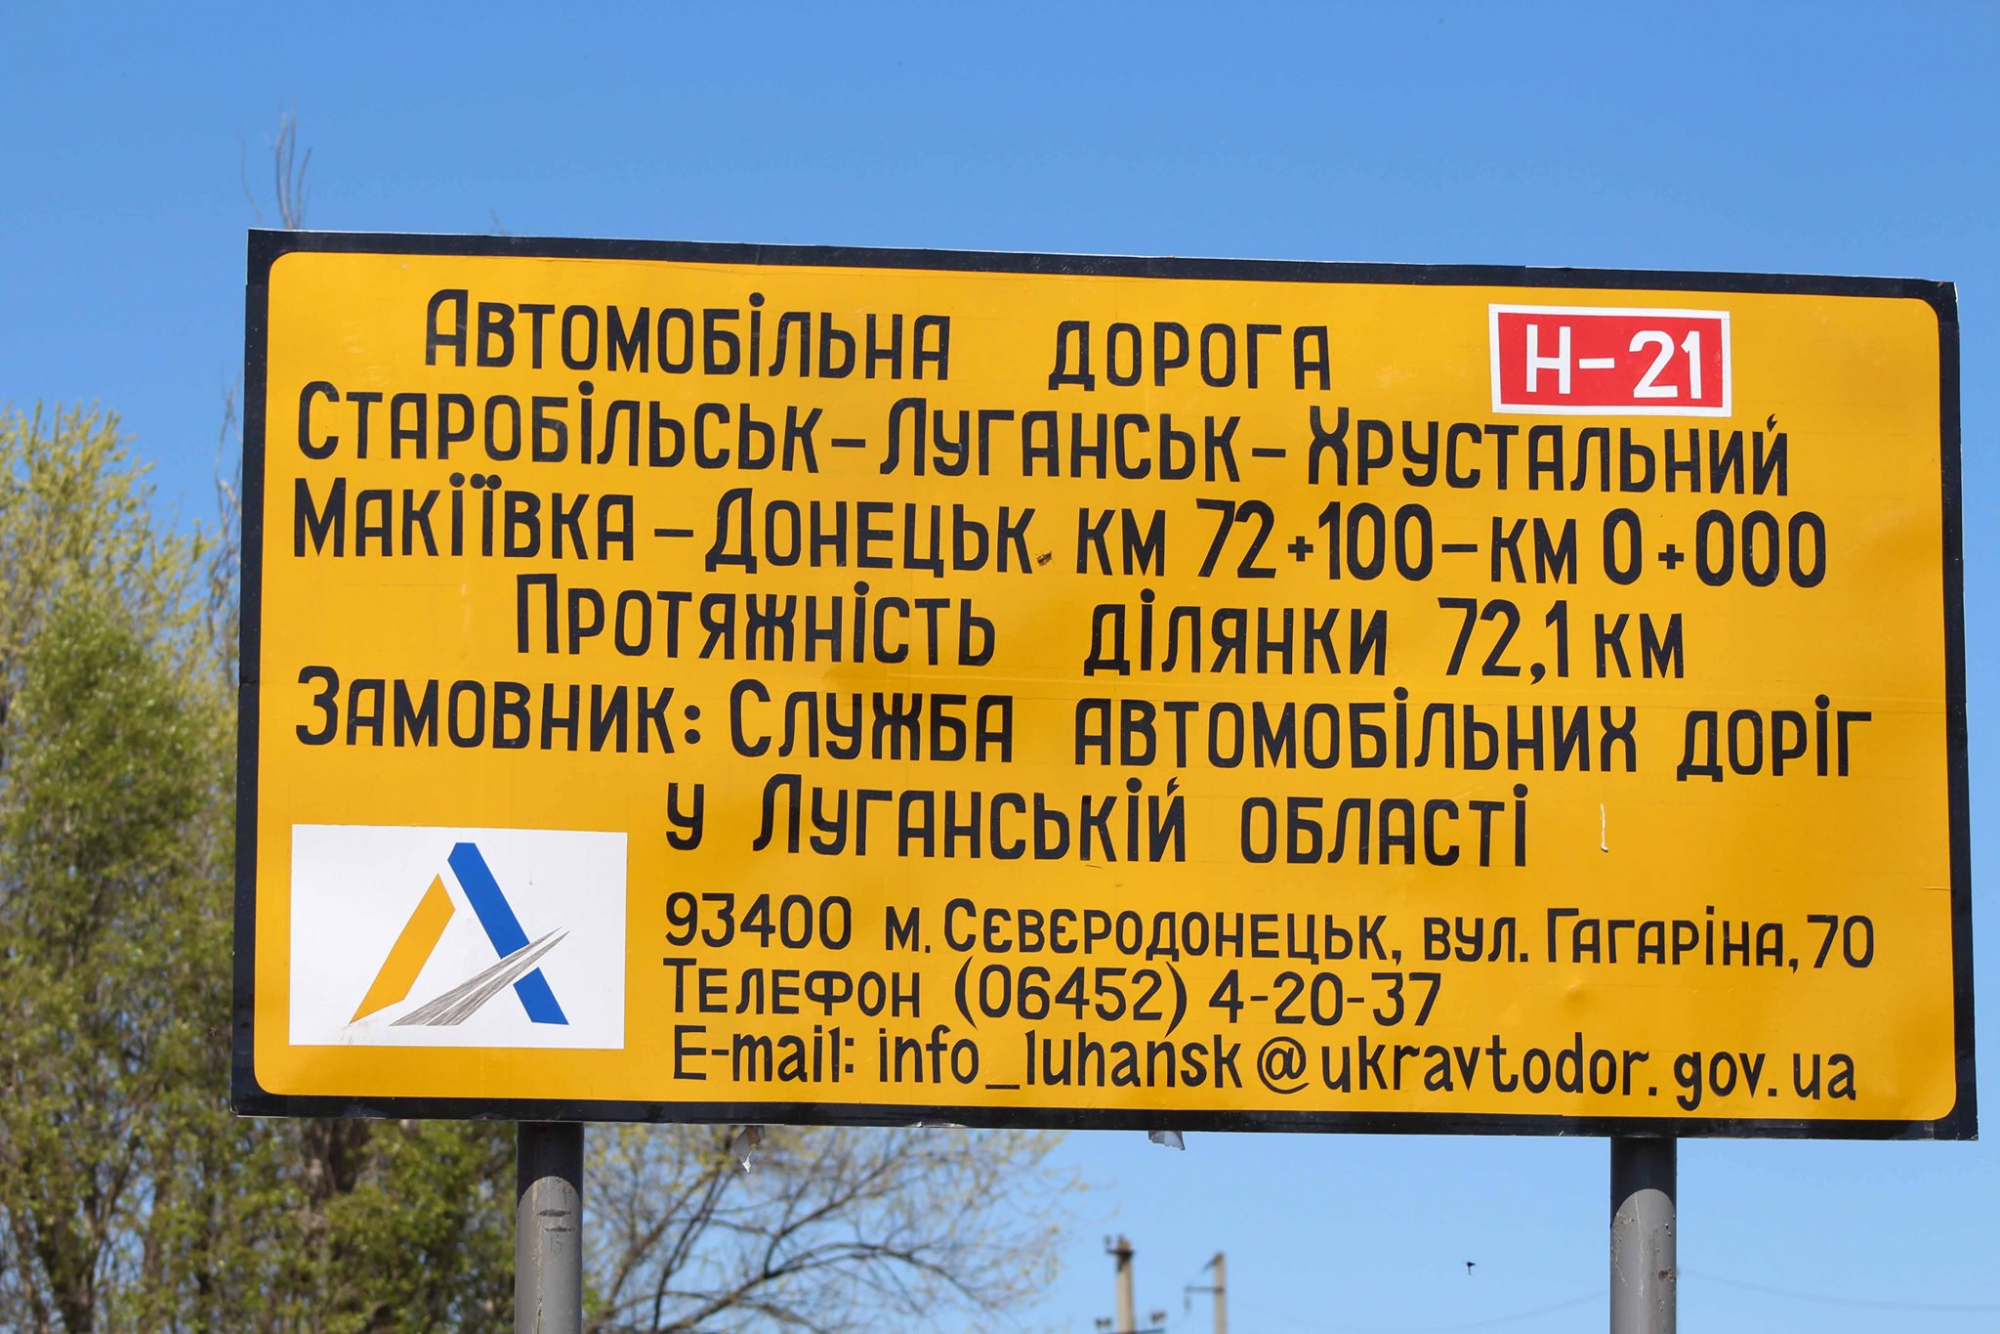 Автомобільна дорога Н-21
Старобільськ-Луганськ-Хрустальний
Макіївка-Донецьк км 72+100-км 0+000
Протяжність ділянки 72,1 км
Замовник: Служба автомобільних доріг
у Луганській області
93400 м. Сєвєродонецьк, вул. Гагаріна, 70
Телефон (06452) 4-20-37
E-mail: info_luhansk@ukravtodor.gov.ua